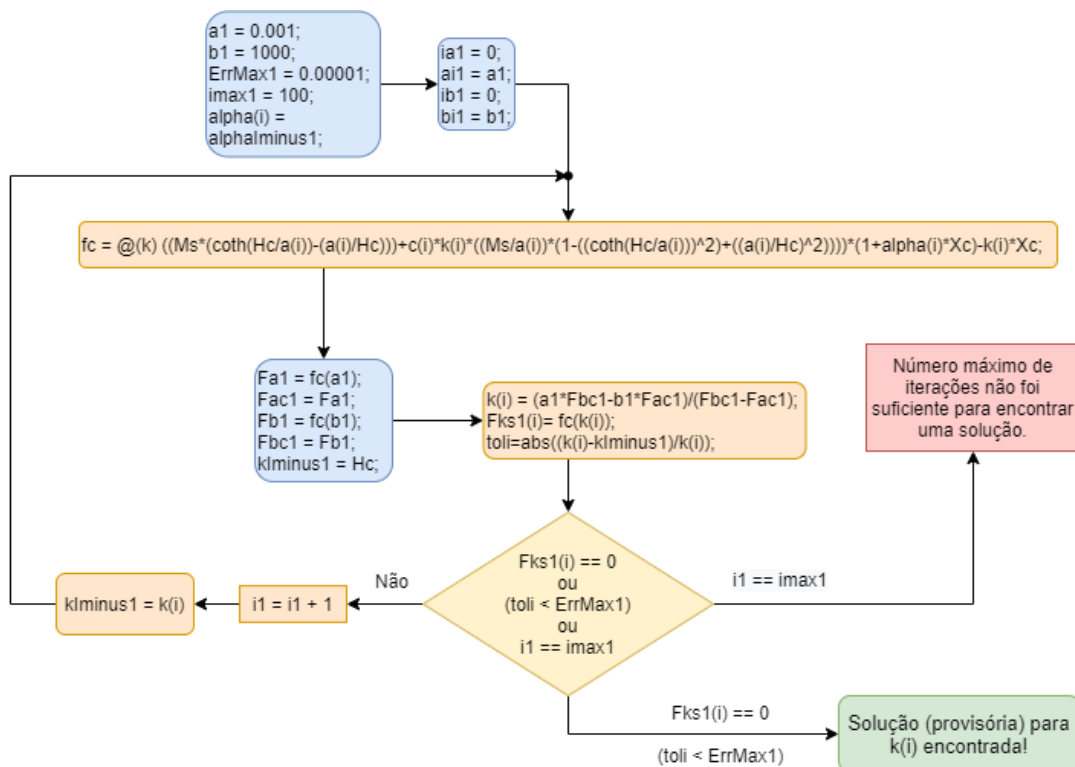 a1 = 0.001;
b1 = 1000;
ErrMax1 = 0.00001;
imax1 = 100;
alpha(i) =
alphaIminus1;
ia1 = 0;
ai1 = a1;
ib1 = 0;
bi1 = b1;
fc = @(k) ((Ms*(coth(Hc/a(i))-(a(i)/Hc)))+c(i)*k(i)*((Ms/a(i))*(1-((coth(Hc/a(i)))^2)+((a(i)/Hc)^2))))*(1+alpha(i)*Xc)-k(i)*Xc;
Fa1 = fc(a1);
Fac1 = Fa1;
Fb1 = fc(b1);
Fbc1 = Fb1;
kIminus1 = Hc;
k(i) = (a1*Fbc1-b1*Fac1)/(Fbc1-Fac1);
Fks1(i)= fc(k(i));
toli=abs((k(i)-kIminus1)/k(i));
Número máximo de
iterações não foi
suficiente para encontrar
uma solução.
Fks1(i) == 0
ou
(toli < ErrMax1)
ou
i1 == imax1
i1 == imax1
Não
i1 = i1 + 1
kIminus1 = k(i)
Fks1(i) == 0
(toli < ErrMax1)
Solução (provisória) para
k(i) encontrada!